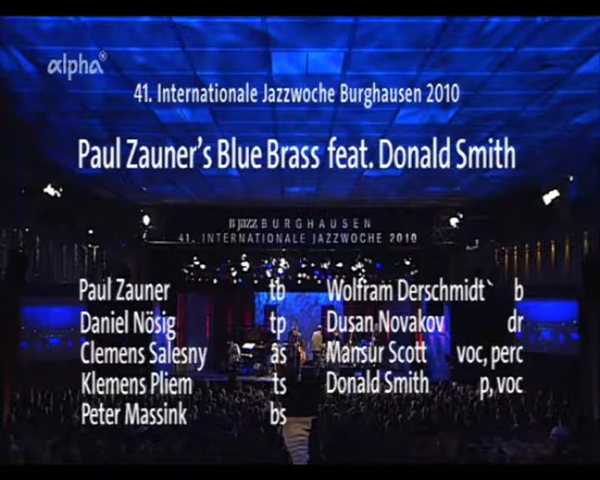 alpha
41. Internationale Jazzwoche Burghausen 2010
Paul Zauner's Blue Brass feat. Donald Smith
B'jazz BURGHAUSEN
41. INTERNATIONALE JAZZWOCHE 2010
Paul Zauner tb
Daniel Nösig tp
Clemens Salesny as
Klemens Pliem ts
Peter Massink bs
Wolfram Derschmidt` b
Dusan Novakov dr
Mansur Scott voc, perc
Donald Smith p, voc